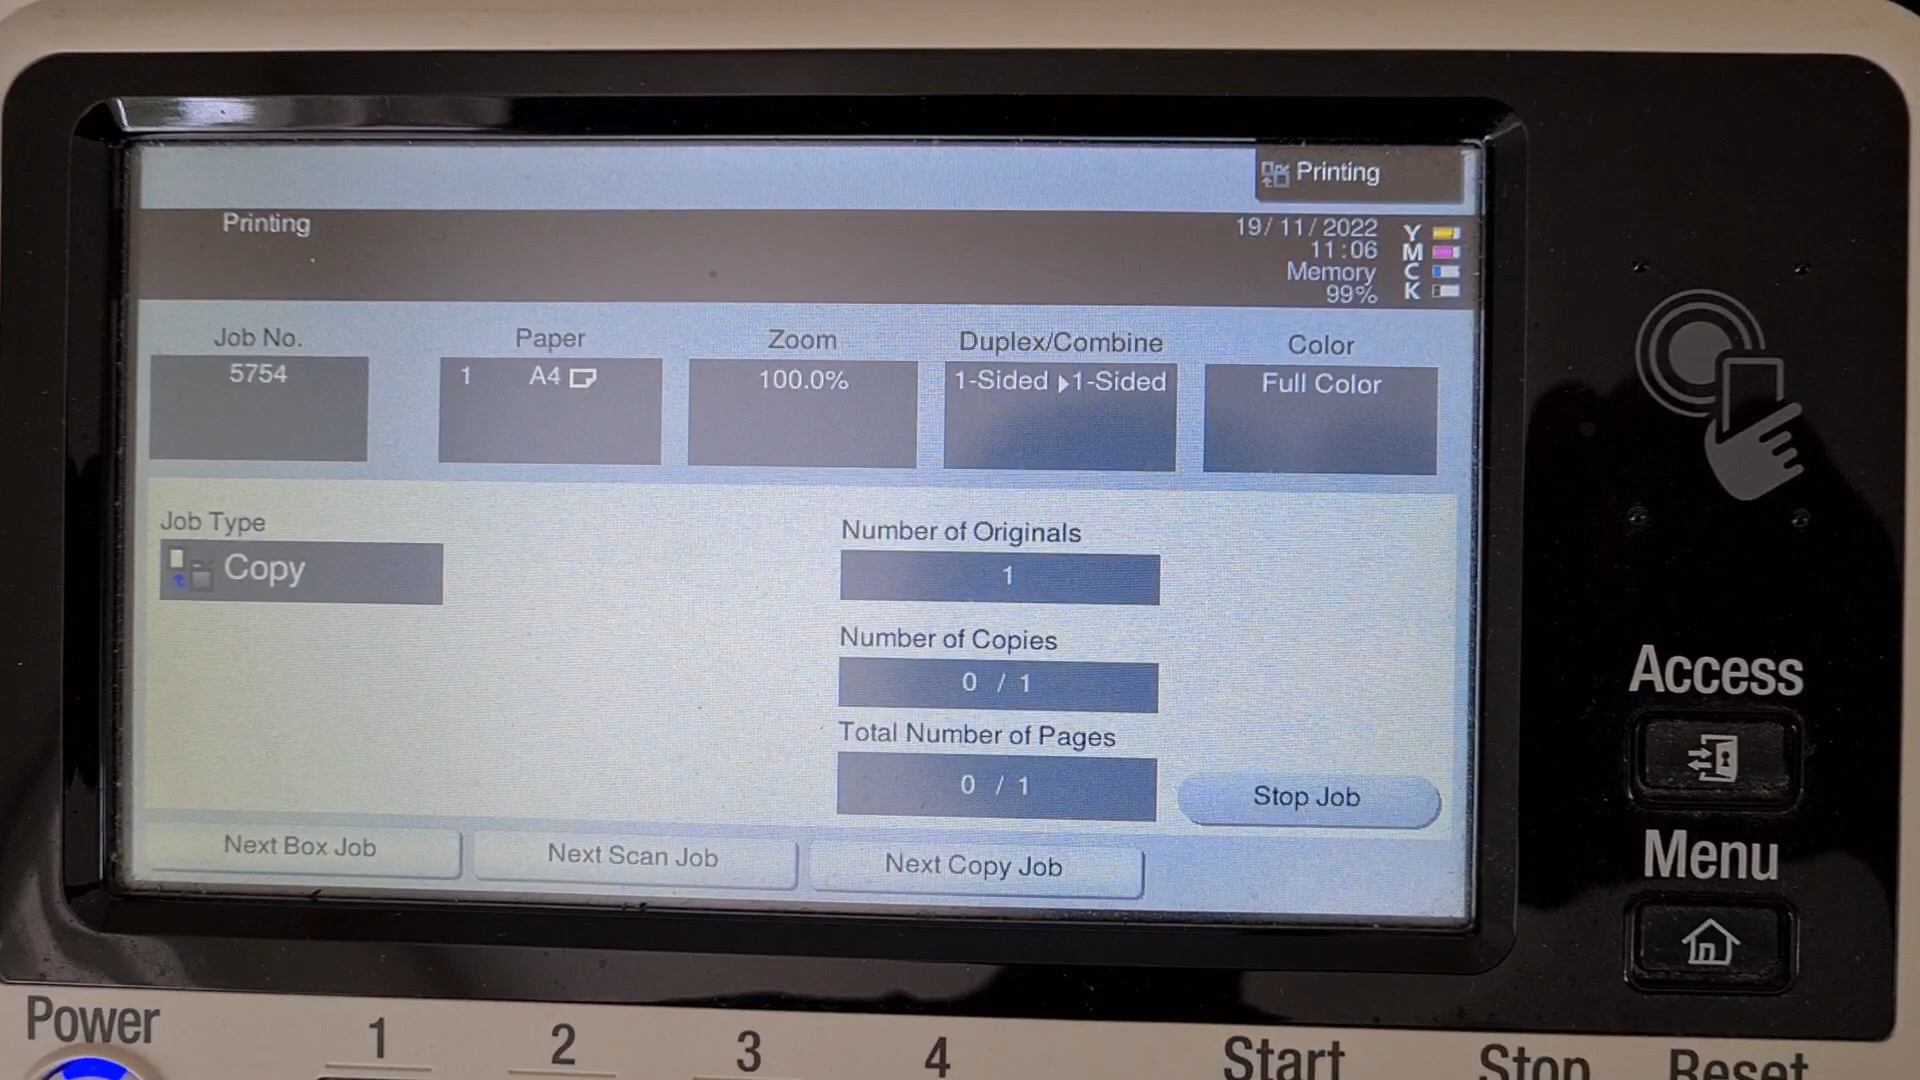 Printing
Printing
19/11/2022
11:06
Memory
99%
Y
M
C
K
Job No.
5754
Paper
1 A4
Zoom
100.0%
Duplex/Combine
1-Sided ▶1-Sided
Color
Full Color
Job Type
Copy
Number of Originals
1
Number of Copies
0 / 1
Total Number of Pages
0 / 1
Stop Job
Next Box Job
Next Scan Job
Next Copy Job
Access
Menu
Power
1
2
3
4
Start
Stop
Reset